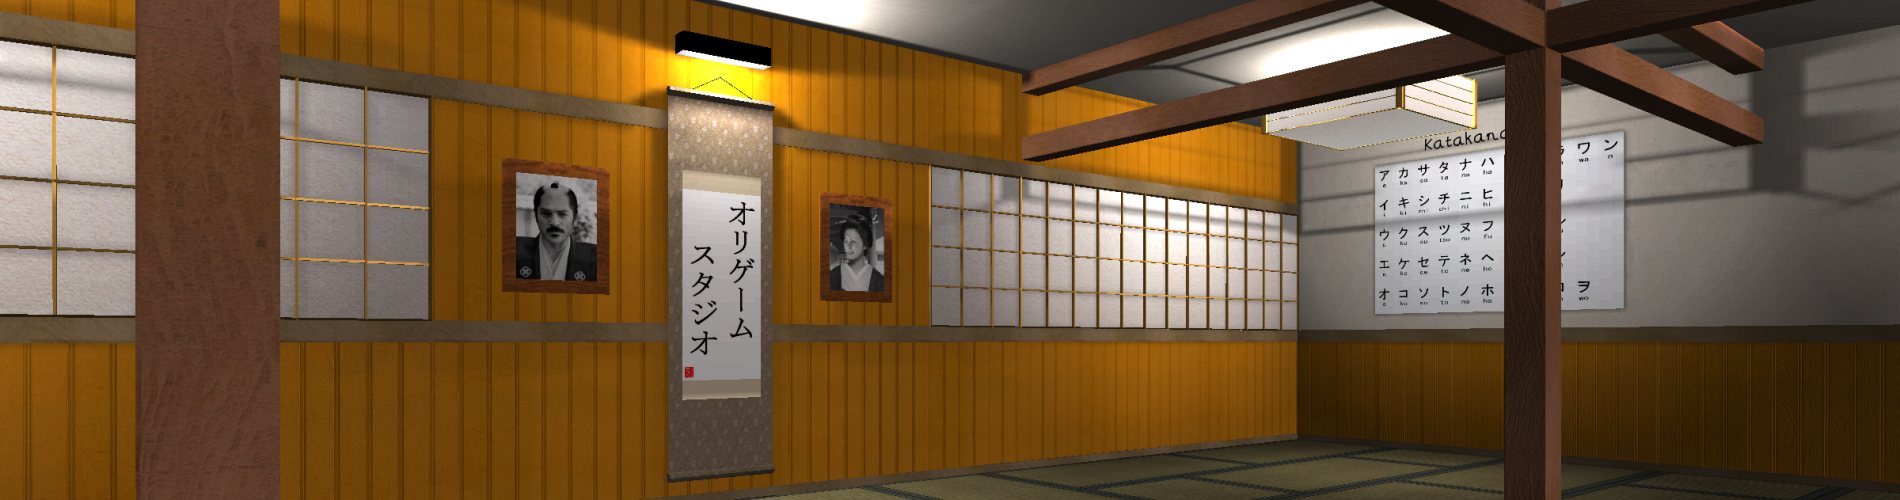 オリゲーム
スタジオ
Katakana
ア カ サ タ ナ ハ ワ ン
a ka sa ta na ha wa n
イ キ シ チ ニ ヒ
i ki shi chi ni hi
ウ ク ス ツ ヌ フ
u ku su tsu nu fu
エ ケ セ テ ネ ヘ
e ke se te ne he
オ コ ソ ト ノ ホ ヲ
o ko so to no ho wo